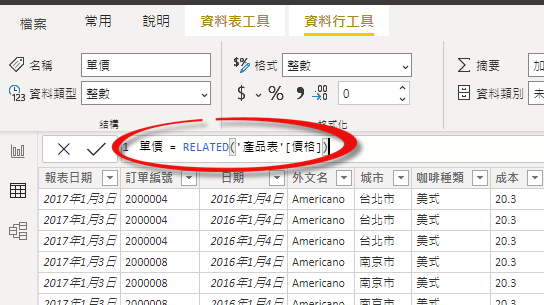 檔案 常用 說明 資料表工具 資料行工具
名稱 單價 格式 整數 摘要 加
資料類型 整數 $ % 9 .00 0 資料類別 未
結構 格式化
1 單價 = RELATED('產品表'[價格])
報表日期 訂單編號 日期 外文名 城市 咖啡種類 成本
2017年1月3日 2000004 2016年1月4日 Americano 台北市 美式 20.3
2017年1月3日 2000004 2016年1月4日 Americano 台北市 美式 20.3
2017年1月3日 2000004 2016年1月4日 Americano 台北市 美式 20.3
2017年1月3日 2000008 2016年1月4日 Americano 南京市 美式 20.3
2017年1月3日 2000008 2016年1月4日 Americano 南京市 美式 20.3
2017年1月3日 2000008 2016年1月4日 Americano 南京市 美式 20.3